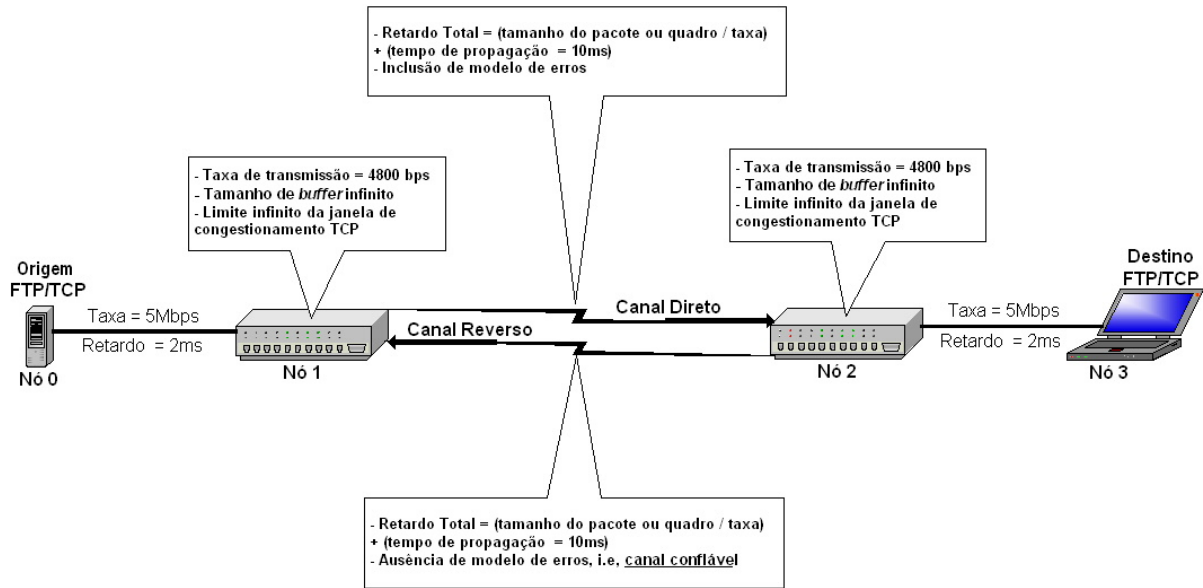 - Retardo Total = (tamanho do pacote ou quadro / taxa)
+ (tempo de propagação = 10ms)
- Inclusão de modelo de erros
- Taxa de transmissão = 4800 bps
- Tamanho de buffer infinito
- Limite infinito da janela de
congestionamento TCP
- Taxa de transmissão = 4800 bps
- Tamanho de buffer infinito
- Limite infinito da janela de
congestionamento TCP
Origem
FTP/TCP
Taxa = 5Mbps
Retardo = 2ms
Nó 0
Nó 1
Canal Direto
Canal Reverso
Nó 2
Taxa = 5Mbps
Retardo = 2ms
Destino
FTP/TCP
Nó 3
- Retardo Total = (tamanho do pacote ou quadro / taxa)
+ (tempo de propagação = 10ms)
- Ausência de modelo de erros, i.e, canal confiável